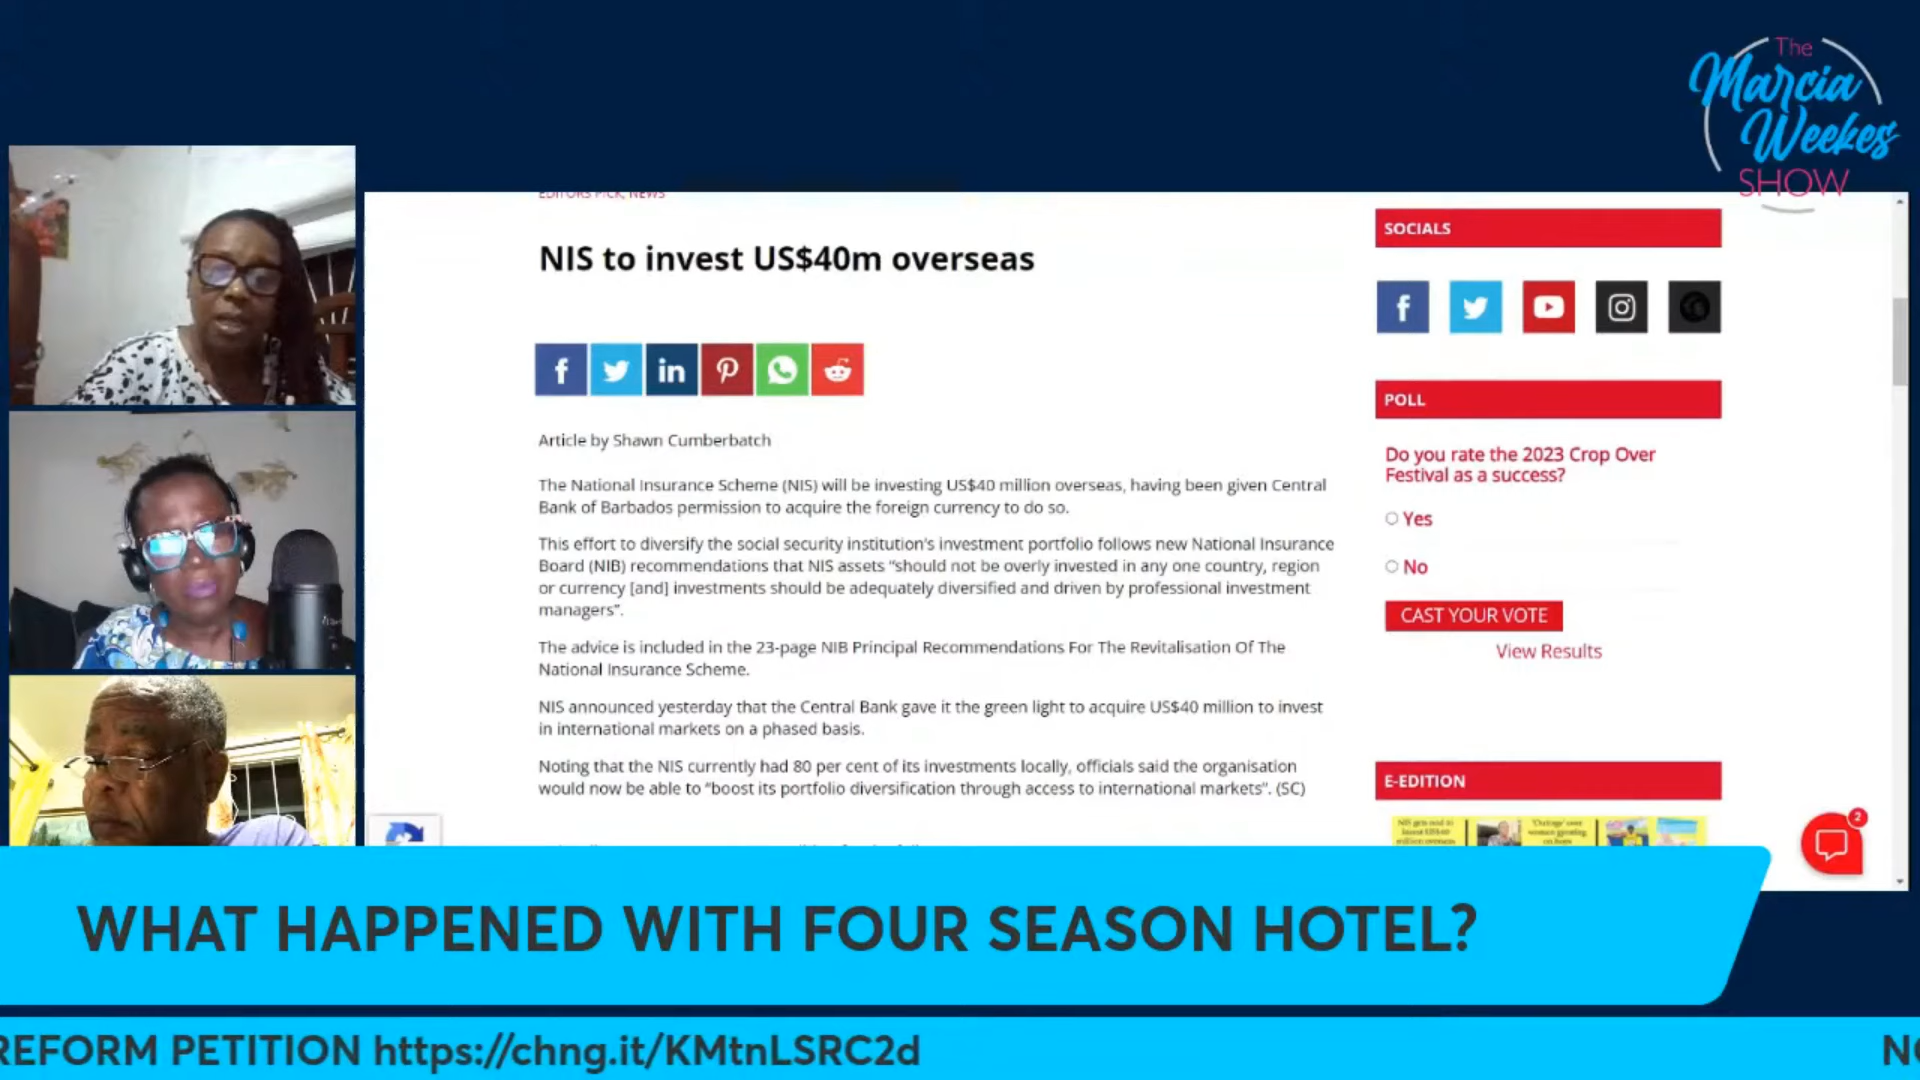 The
Marcia
Weekes
SHOW
EDITORS PICK, NEWS
NIS to invest US$40m overseas
Article by Shawn Cumberbatch
The National Insurance Scheme (NIS) will be investing US$40 million overseas, having been given Central
Bank of Barbados permission to acquire the foreign currency to do so.
This effort to diversify the social security institution's investment portfolio follows new National Insurance
Board (NIB) recommendations that NIS assets “should not be overly invested in any one country, region
or currency [and] investments should be adequately diversified and driven by professional investment
managers”.
The advice is included in the 23-page NIB Principal Recommendations For The Revitalisation Of The
National Insurance Scheme.
NIS announced yesterday that the Central Bank gave it the green light to acquire US$40 million to invest
in international markets on a phased basis.
Noting that the NIS currently had 80 per cent of its investments locally, officials said the organisation
would now be able to “boost its portfolio diversification through access to international markets”. (SC)
SOCIALS
POLL
Do you rate the 2023 Crop Over
Festival as a success?
Yes
No
CAST YOUR VOTE
View Results
E-EDITION
2
WHAT HAPPENED WITH FOUR SEASON HOTEL?
REFORM PETITION https://chng.it/KMtnLSRC2d